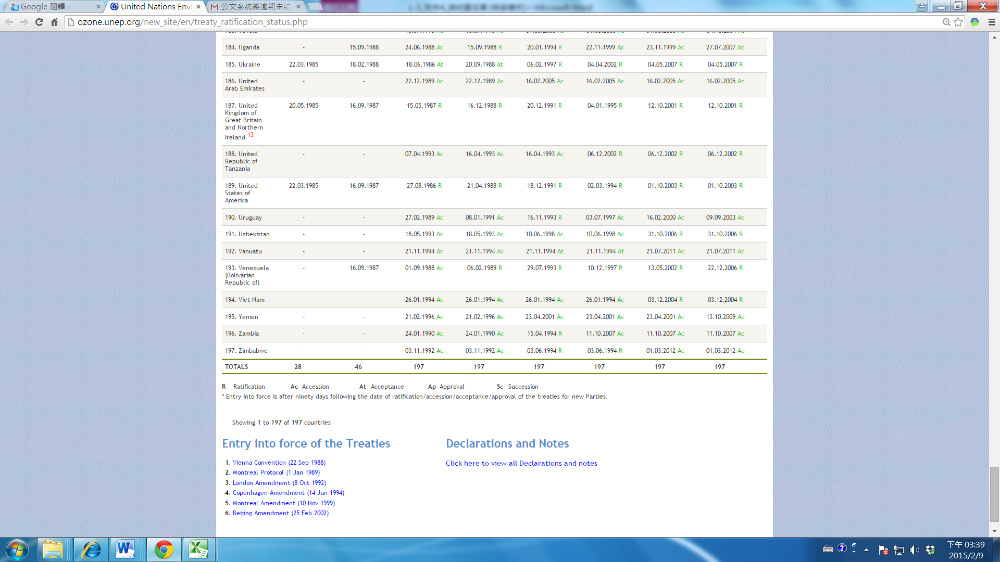 Google 翻譯
United Nations Envi
公文系統將逾期未結
ozone.unep.org/new_site/en/treaty_ratification_status.php
184. Uganda - 15.09.1988 24.06.1988 Ac 15.09.1988 R 20.01.1994 R 22.11.1999 Ac 23.11.1999 Ac 27.07.2007 Ac
185. Ukraine 22.03.1985 18.02.1988 18.06.1986 At 20.09.1988 At 06.02.1997 R 04.04.2002 R 04.05.2007 R 04.05.2007 R
186. United - - 22.12.1989 Ac 22.12.1989 Ac 16.02.2005 Ac 16.02.2005 Ac 16.02.2005 Ac 16.02.2005 Ac
Arab Emirates
187. United 20.05.1985 16.09.1987 15.05.1987 R 16.12.1988 R 20.12.1991 R 04.01.1995 R 12.10.2001 R 12.10.2001 R
Kingdom of
Great Britain
and Northern
Ireland 13
188. United - - 07.04.1993 Ac 16.04.1993 Ac 16.04.1993 Ac 06.12.2002 R 06.12.2002 R 06.12.2002 R
Republic of
Tanzania
189. United 22.03.1985 16.09.1987 27.08.1986 R 21.04.1988 R 18.12.1991 R 02.03.1994 R 01.10.2003 R 01.10.2003 R
States of
America
190. Uruguay - - 27.02.1989 Ac 08.01.1991 Ac 16.11.1993 R 03.07.1997 Ac 16.02.2000 Ac 09.09.2003 Ac
191. Uzbekistan - - 18.05.1993 Ac 18.05.1993 Ac 10.06.1998 Ac 10.06.1998 Ac 31.10.2006 R 31.10.2006 R
192. Vanuatu - - 21.11.1994 Ac 21.11.1994 Ac 21.11.1994 At 21.11.1994 At 21.07.2011 Ac 21.07.2011 Ac
193. Venezuela - 16.09.1987 01.09.1988 Ac 06.02.1989 R 29.07.1993 R 10.12.1997 R 13.05.2002 R 22.12.2006 R
(Bolivarian
Republic of)
194. Viet Nam - - 26.01.1994 Ac 26.01.1994 Ac 26.01.1994 Ac 26.01.1994 Ac 03.12.2004 R 03.12.2004 R
195. Yemen - - 21.02.1996 Ac 21.02.1996 Ac 23.04.2001 Ac 23.04.2001 Ac 23.04.2001 Ac 13.10.2009 Ac
196. Zambia - - 24.01.1990 Ac 24.01.1990 Ac 15.04.1994 R 11.10.2007 Ac 11.10.2007 Ac 11.10.2007 Ac
197. Zimbabwe - - 03.11.1992 Ac 03.11.1992 Ac 03.06.1994 R 03.06.1994 R 01.03.2012 Ac 01.03.2012 Ac
TOTALS 28 46 197 197 197 197 197 197
R Ratification Ac Accession At Acceptance Ap Approval Sc Succession
* Entry into force is after ninety days following the date of ratification/accession/acceptance/approval of the treaties for new Parties.
Showing 1 to 197 of 197 countries
Entry into force of the Treaties
1. Vienna Convention (22 Sep 1988)
2. Montreal Protocol (1 Jan 1989)
3. London Amendment (8 Oct 1992)
4. Copenhagen Amendment (14 Jun 1994)
5. Montreal Amendment (10 Nov 1999)
6. Beijing Amendment (25 Feb 2002)
Declarations and Notes
Click here to view all Declarations and notes
下午 03:39
2015/2/9